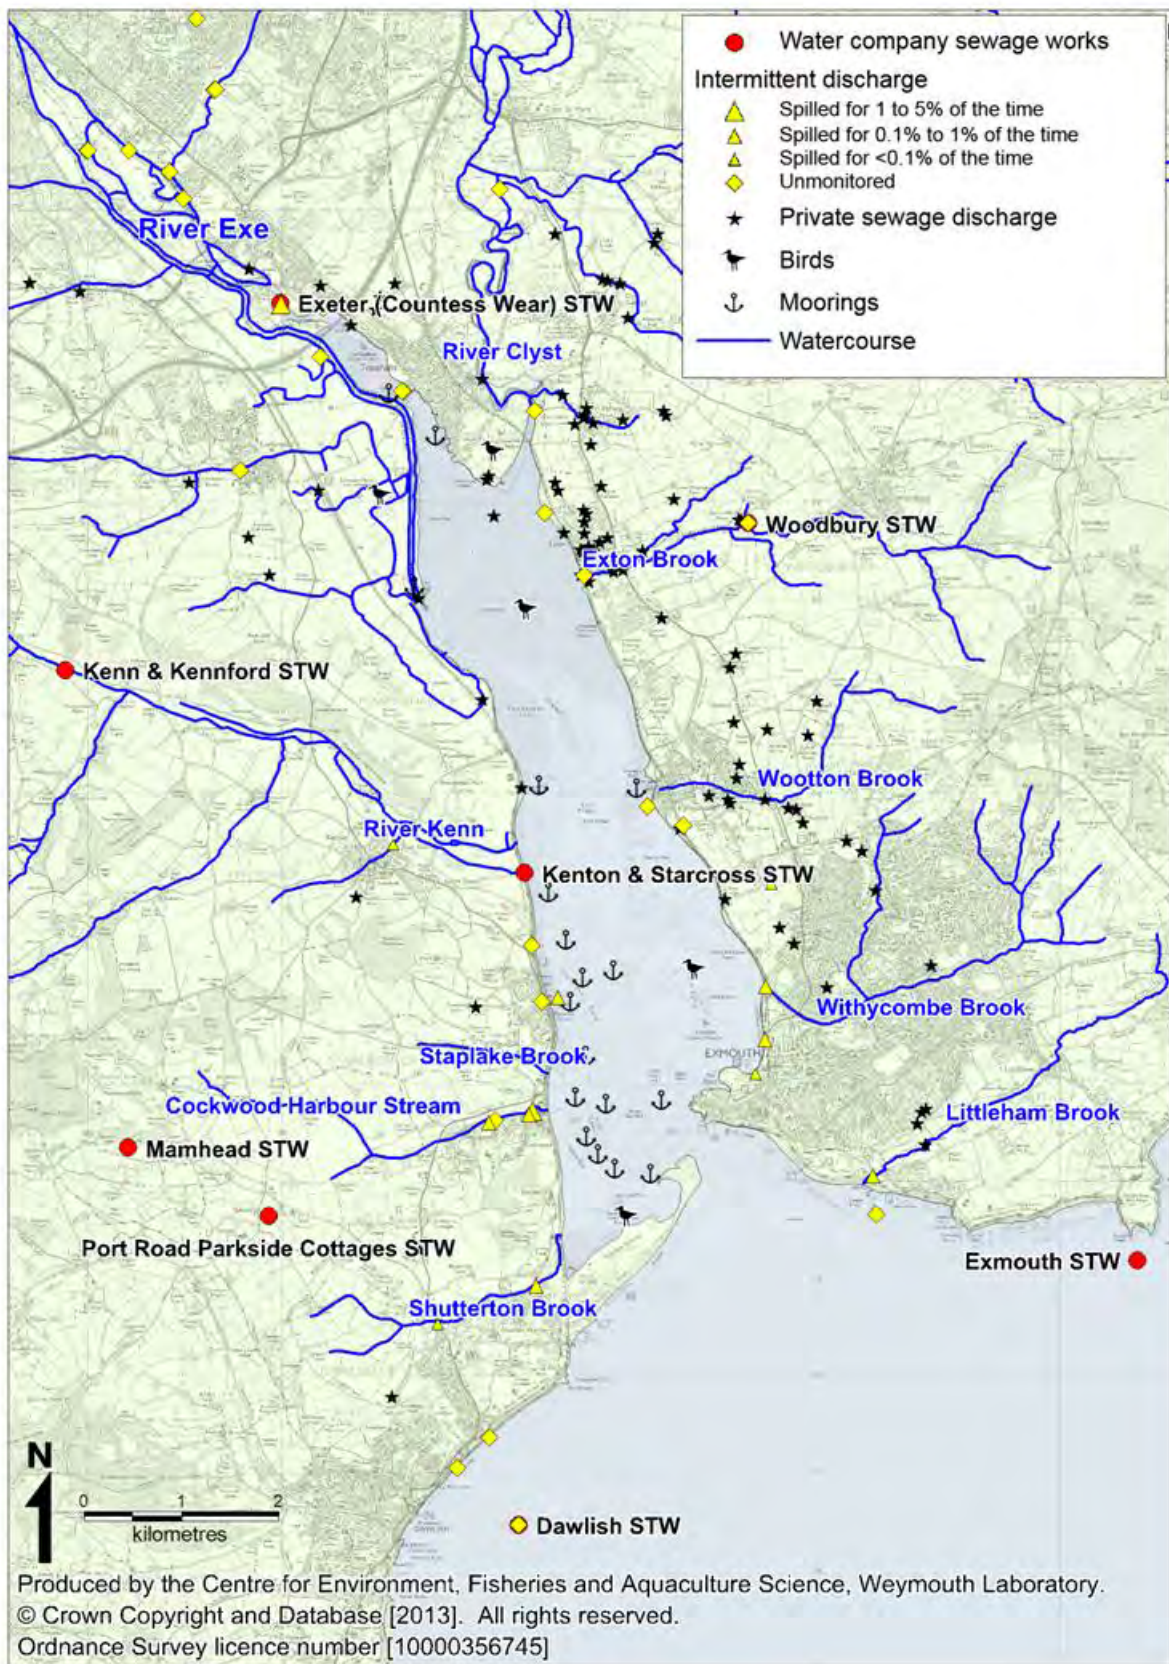 Water company sewage works
Intermittent discharge
Spilled for 1 to 5% of the time
Spilled for 0.1% to 1% of the time
Spilled for <0.1% of the time
Unmonitored
Private sewage discharge
Birds
Moorings
Watercourse
River Exe
Exeter (Countess Wear) STW
River Clyst
Woodbury STW
Exton Brook
Kenn & Kennford STW
Wootton Brook
River Kenn
Kenton & Starcross STW
Withycombe Brook
Staplake Brook
EXMOUTH
Cockwood Harbour Stream
Littleham Brook
Mamhead STW
Port Road Parkside Cottages STW
Exmouth STW
Shutterton Brook
N
0 1 2
kilometres
Dawlish STW
Produced by the Centre for Environment, Fisheries and Aquaculture Science, Weymouth Laboratory.
© Crown Copyright and Database [2013]. All rights reserved.
Ordnance Survey licence number [10000356745]